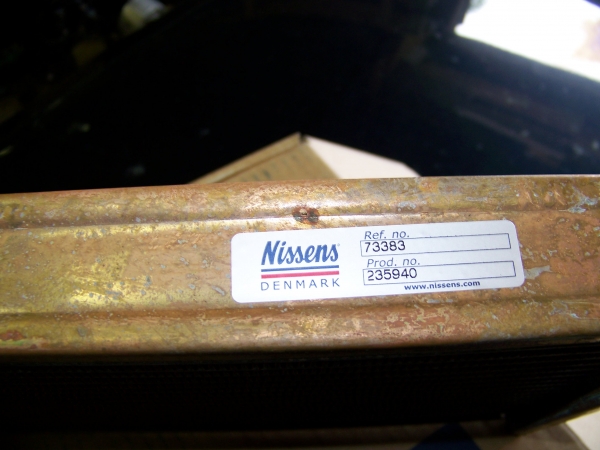 Nissens®
DENMARK
Ref. no.
73383
Prod. no.
235940
www.nissens.com